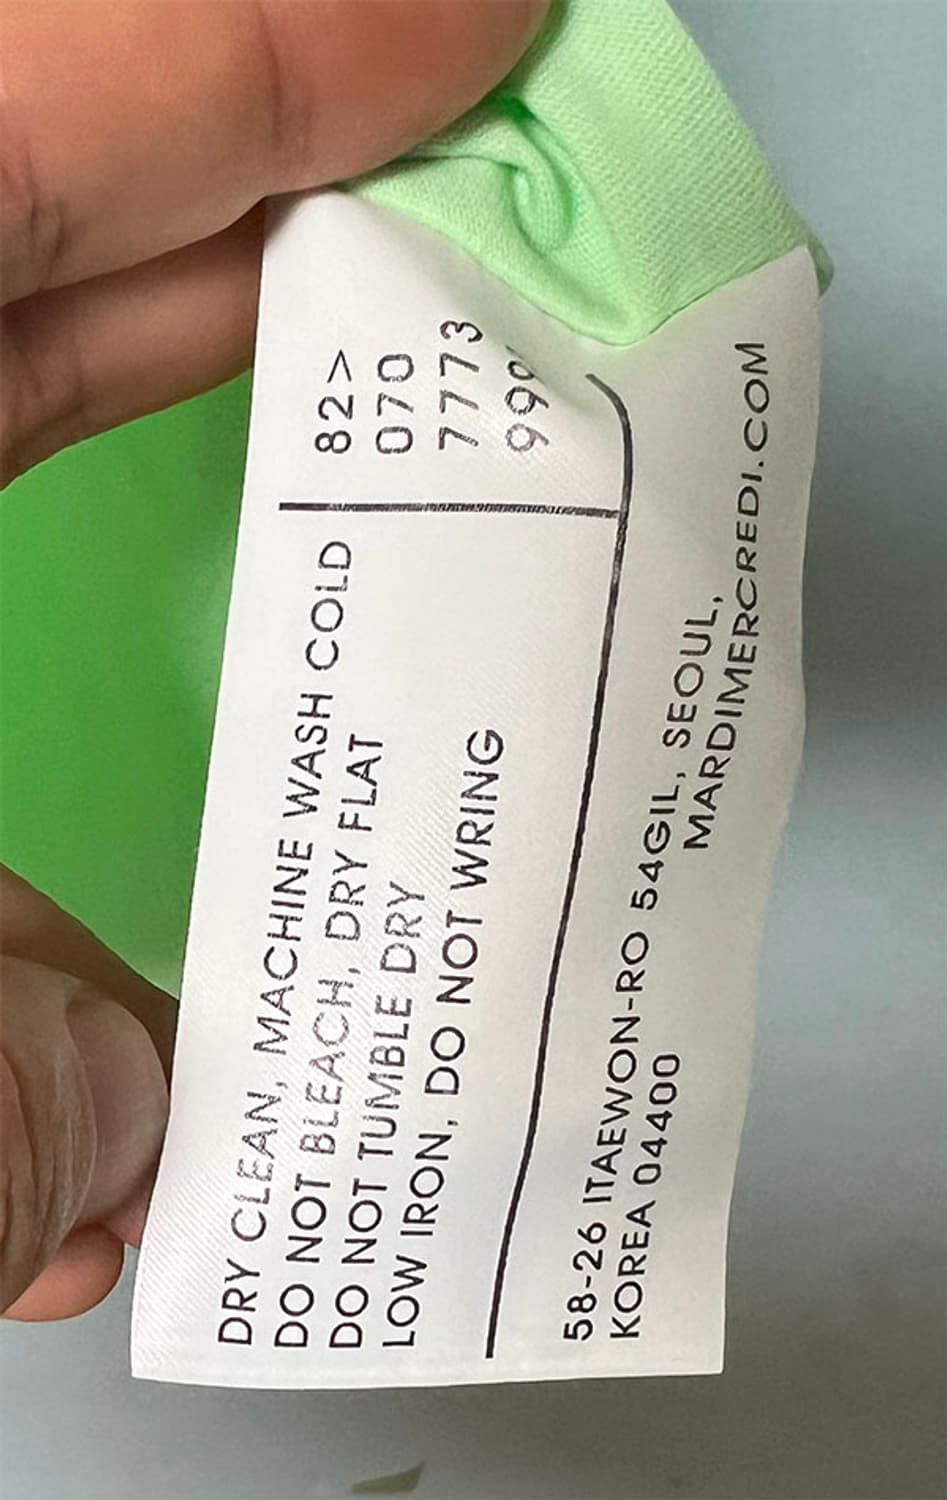 DRY CLEAN, MACHINE WASH COLD
DO NOT BLEACH, DRY FLAT
DO NOT TUMBLE DRY
LOW IRON, DO NOT WRING
82>
070
7773
58-26 ITAEWON-RO 54GIL, SEOUL,
KOREA 04400
MARDIMERCREDI.COM